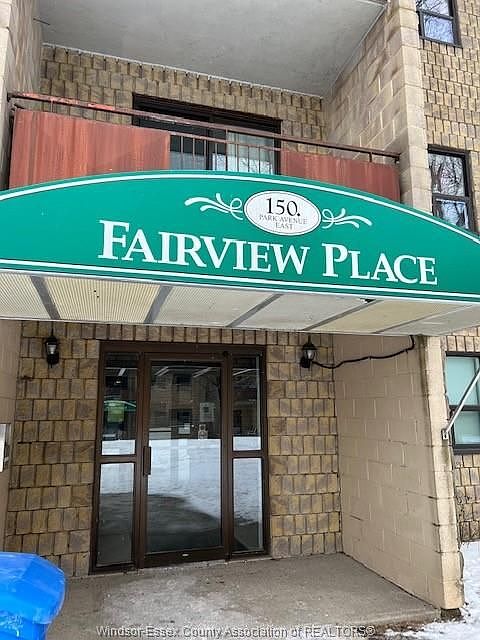 150.
PARK AVENUE
EAST
FAIRVIEW PLACE
Windsor-Essex County Association of REALTORS®